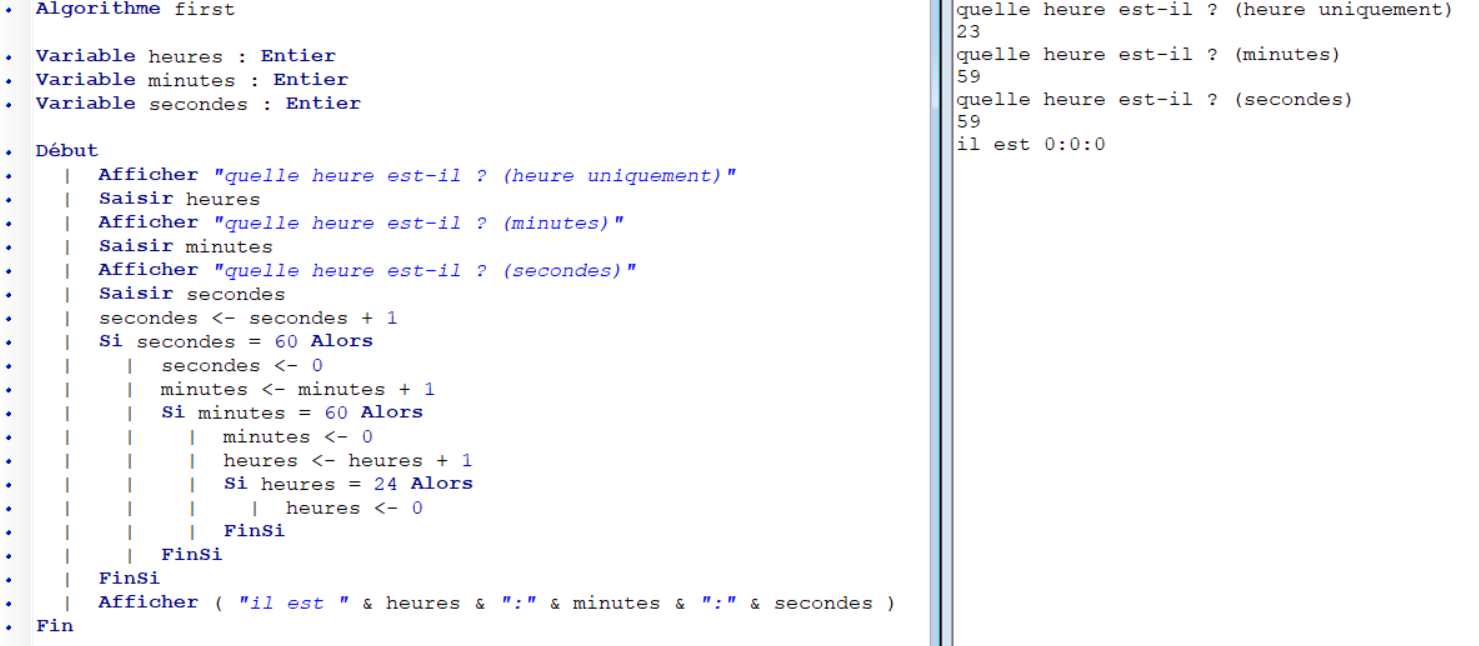 Algorithme first
Variable heures : Entier
Variable minutes : Entier
Variable secondes : Entier
Début
| Afficher "quelle heure est-il ? (heure uniquement)"
| Saisir heures
| Afficher "quelle heure est-il ? (minutes)"
| Saisir minutes
| Afficher "quelle heure est-il ? (secondes)"
| Saisir secondes
| secondes <- secondes + 1
| Si secondes = 60 Alors
| | secondes <- 0
| | minutes <- minutes + 1
| | Si minutes = 60 Alors
| | | minutes <- 0
| | | heures <- heures + 1
| | | Si heures = 24 Alors
| | | | heures <- 0
| | | FinSi
| | FinSi
| FinSi
| Afficher ( "il est " & heures & ":" & minutes & ":" & secondes )
Fin
quelle heure est-il ? (heure uniquement)
23
quelle heure est-il ? (minutes)
59
quelle heure est-il ? (secondes)
59
il est 0:0:0